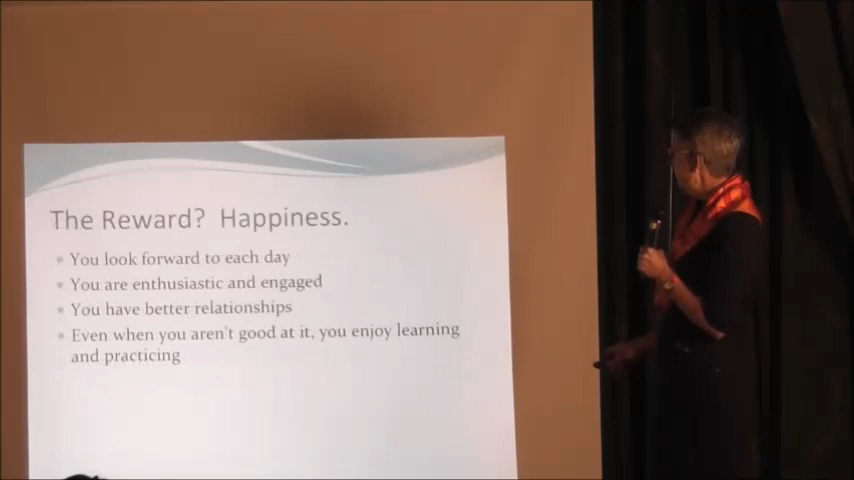 The Reward? Happiness.
You look forward to each day
You are enthusiastic and engaged
You have better relationships
Even when you aren't good at it, you enjoy learning
and practicing